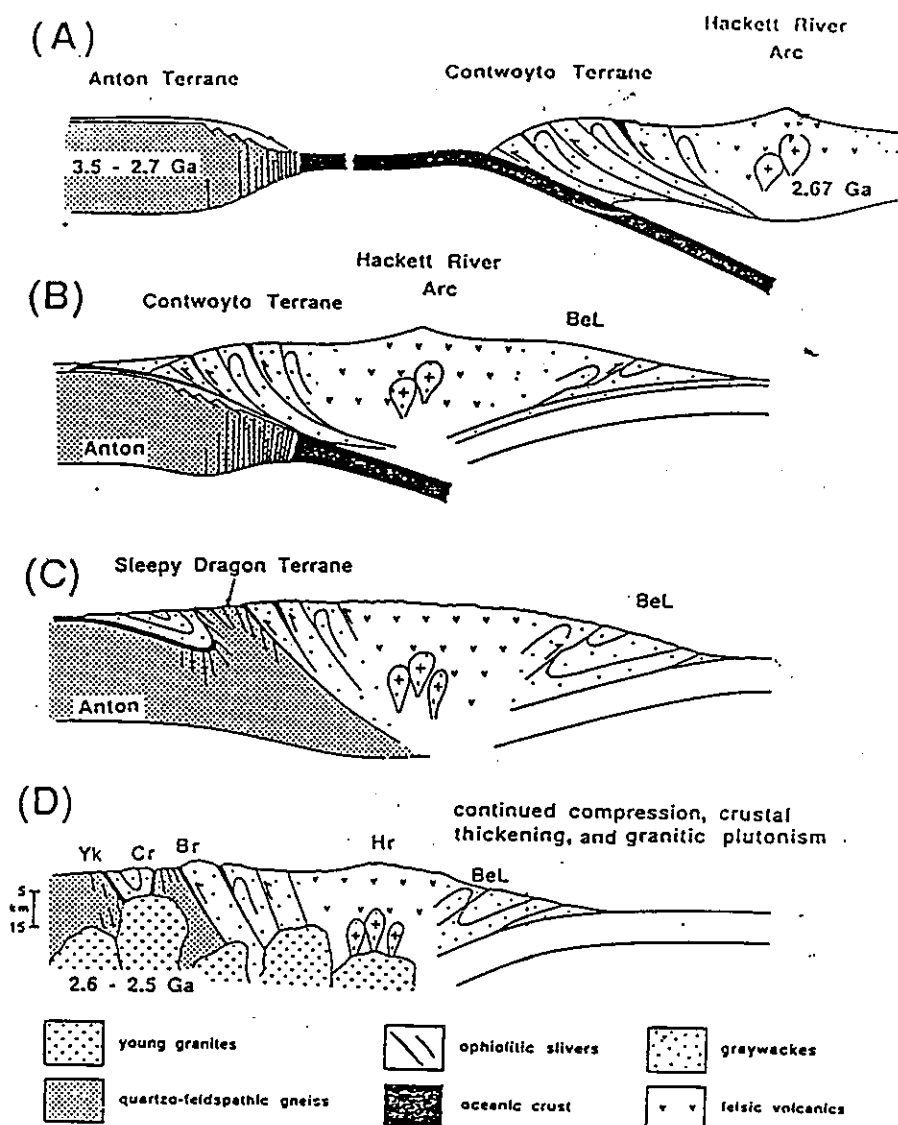 (A)
Hackett River
Arc
Anton Terrane
Contwoyto Terrane
3.5 - 2.7 Ga
2.67 Ga
(B)
Hackett River
Arc
Contwoyto Terrane
BeL
Anton
(C)
Sleepy Dragon Terrane
BeL
Anton
(D)
continued compression, crustal
thickening, and granitic plutonism
Yk Cr Br Hr
BeL
5
km
15
2.6 - 2.5 Ga
young granites
ophiolitic slivers
graywackes
quartzo-feldspathic gneiss
oceanic crust
felsic volcanics